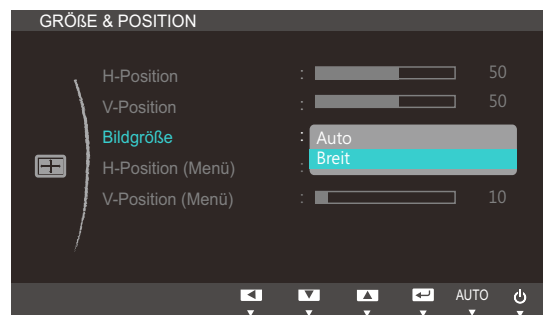 GRÖßE & POSITION
H-Position : 50
V-Position : 50
Bildgröße : Auto
Breit
H-Position (Menü) :
V-Position (Menü) : 10
AUTO